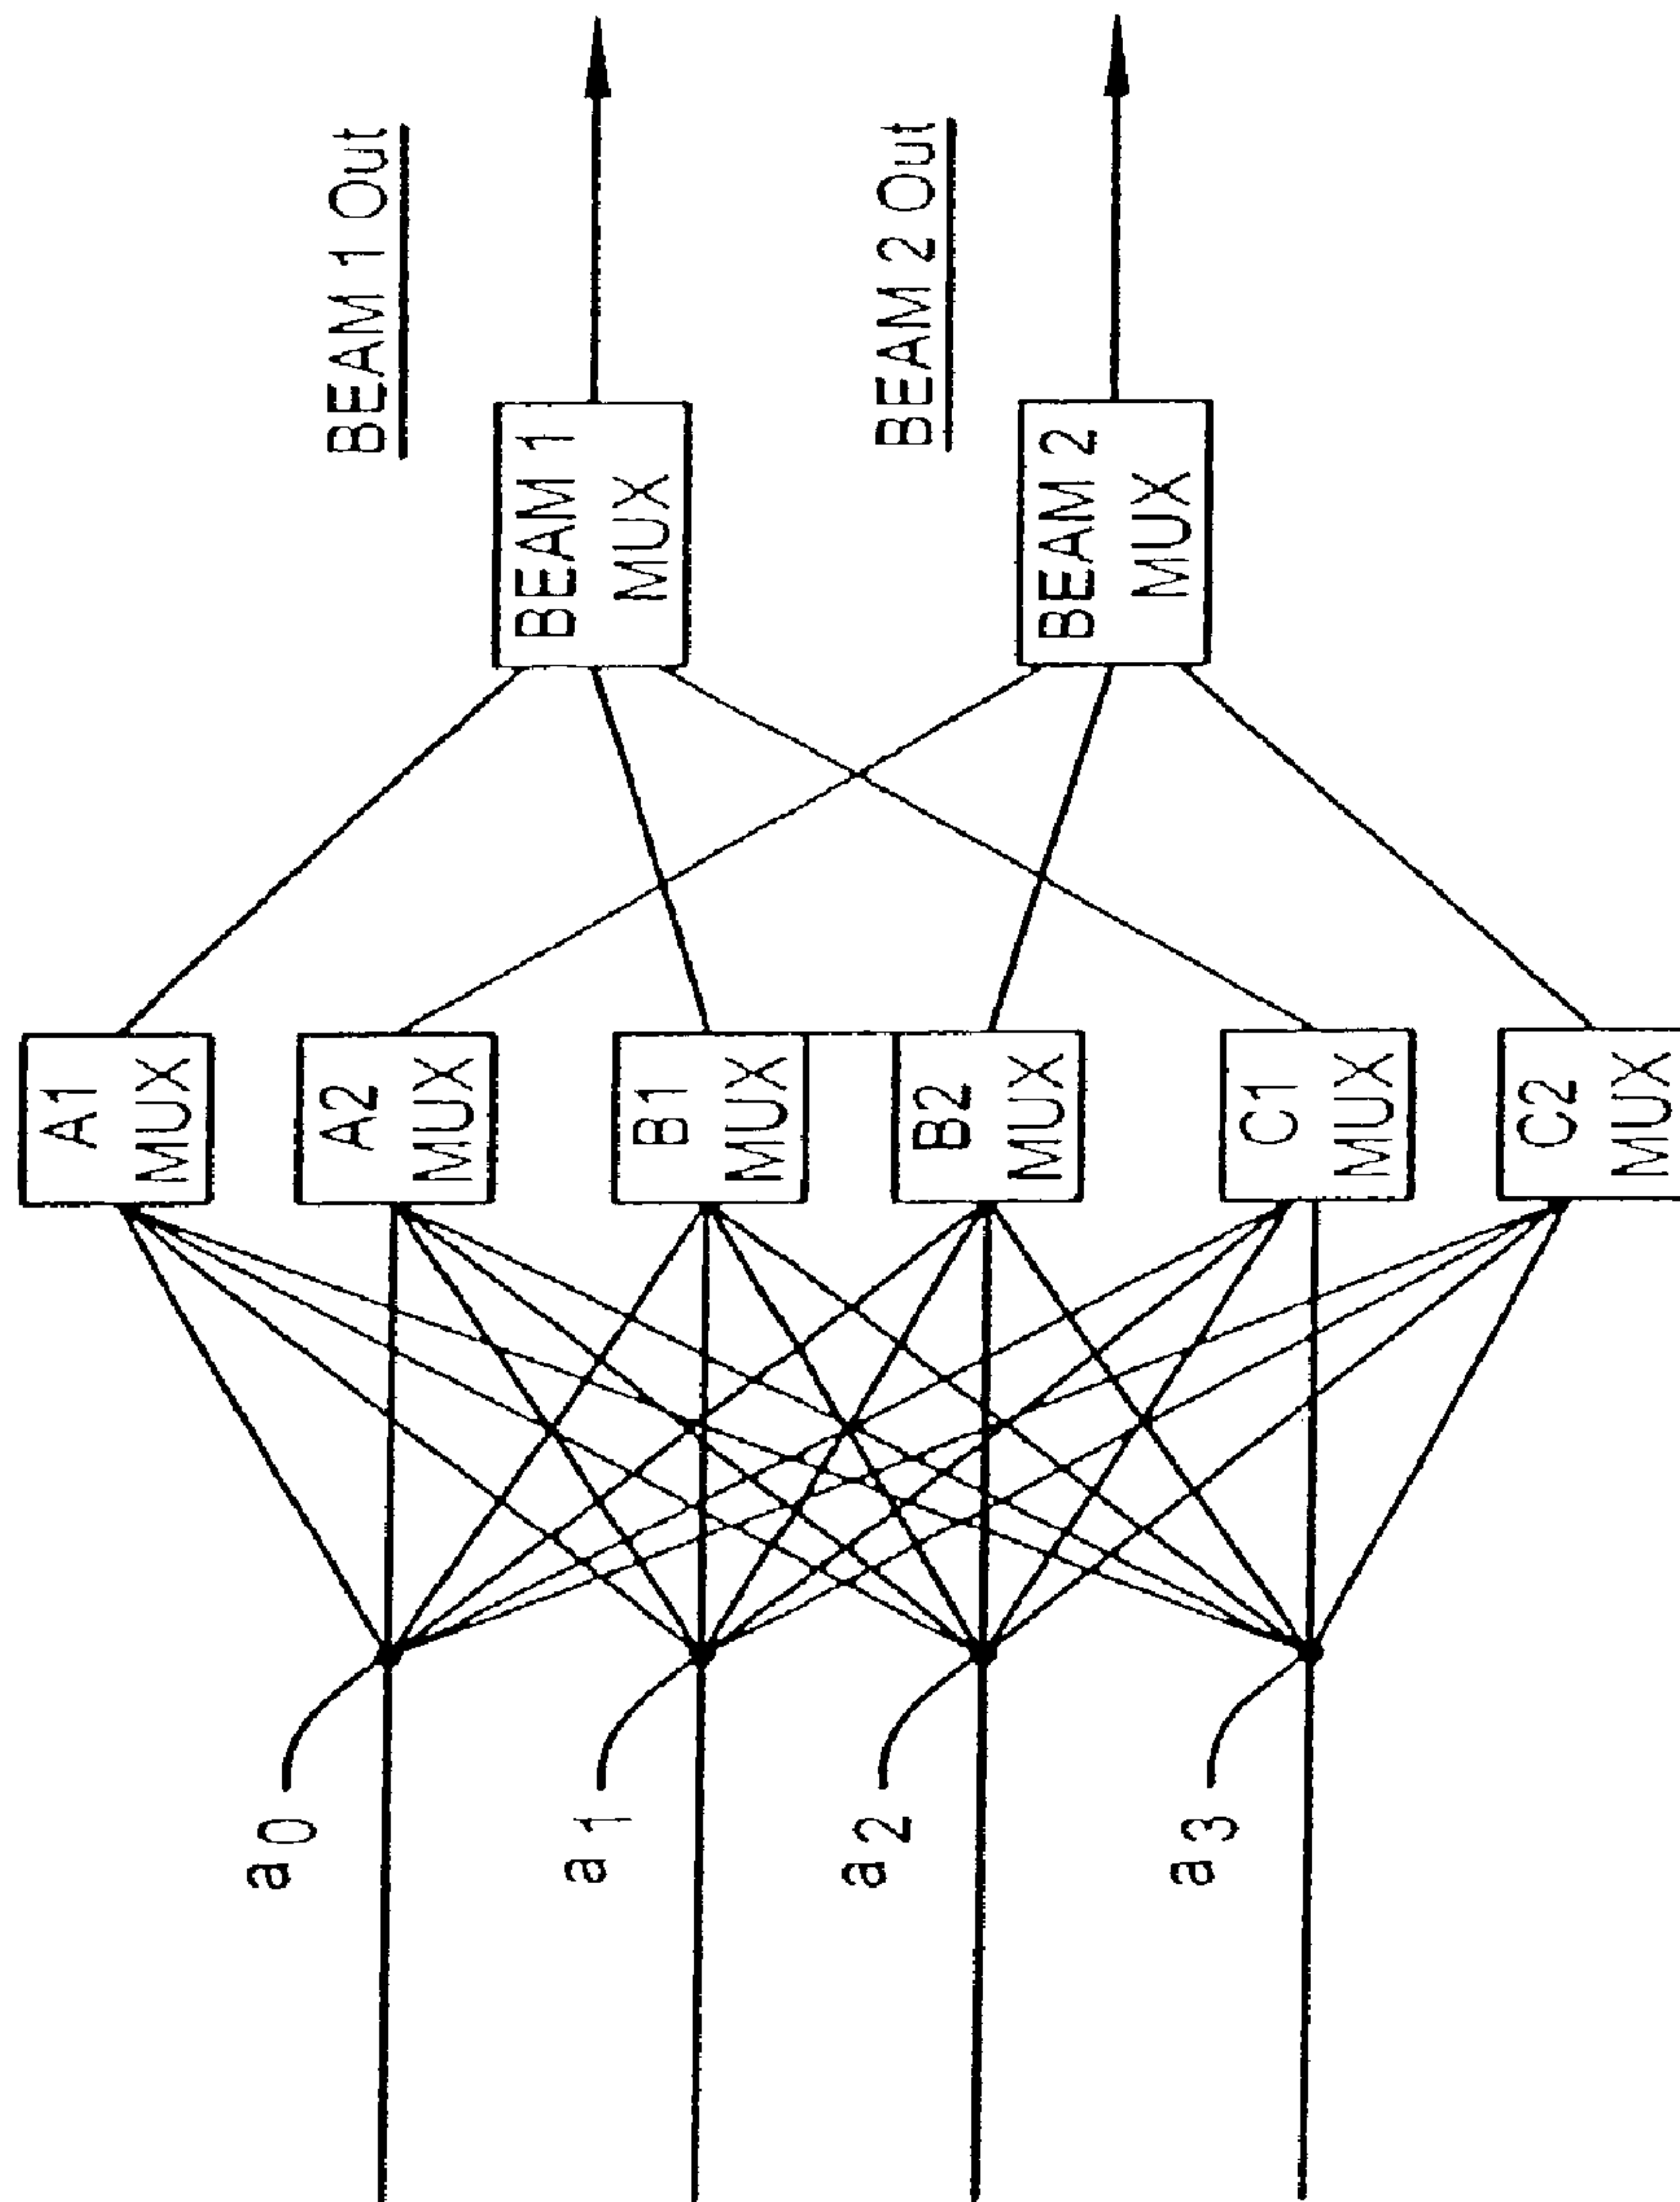 BEAM 1 Out
BEAM 2 Out
BEAM 1
MUX
BEAM 2
MUX
A1
MUX
A2
MUX
B1
MUX
B2
MUX
C1
MUX
C2
MUX
a0
a1
a2
a3